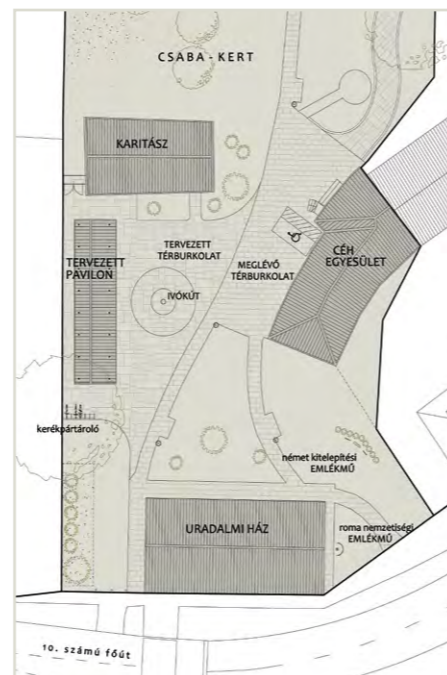 CSABA - KERT
KARITÁSZ
TERVEZETT
PAVILON
TERVEZETT
TÉRBURKOLAT
IVÓKÚT
MEGLÉVŐ
TÉRBURKOLAT
CÉH
EGYESÜLET
kerékpártároló
német kitelepítési
EMLÉKMŰ
URADALMI HÁZ
roma nemzetiségi
EMLÉKMŰ
10. számú főút